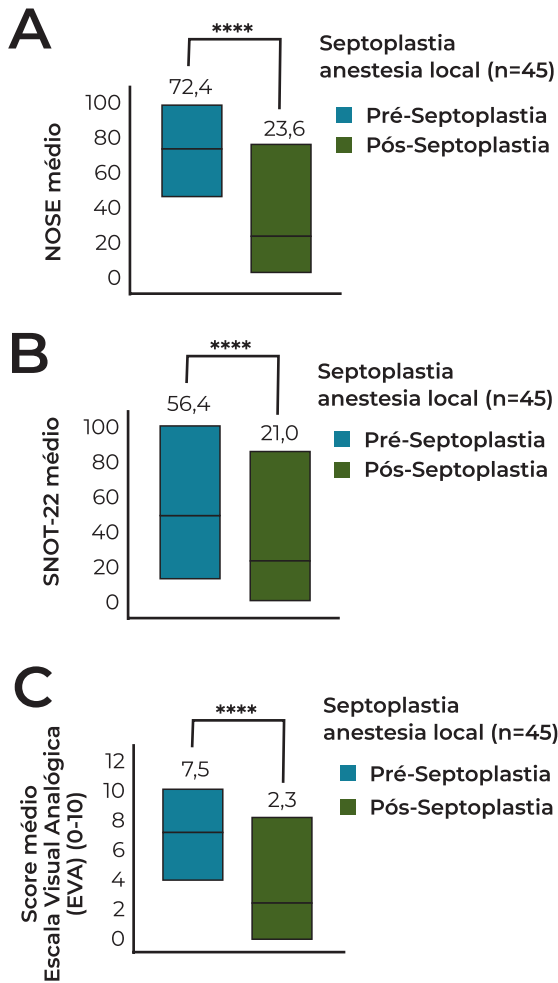 A
****
Septoplastia
anestesia local (n=45)
Pré-Septoplastia
Pós-Septoplastia
72,4
23,6
NOSE médio
100
80
60
40
20
0
B
****
Septoplastia
anestesia local (n=45)
Pré-Septoplastia
Pós-Septoplastia
56,4
21,0
SNOT-22 médio
100
80
60
40
20
0
C
****
Septoplastia
anestesia local (n=45)
Pré-Septoplastia
Pós-Septoplastia
7,5
2,3
Score médio
Escala Visual Analógica
(EVA) (0-10)
12
10
8
6
4
2
0